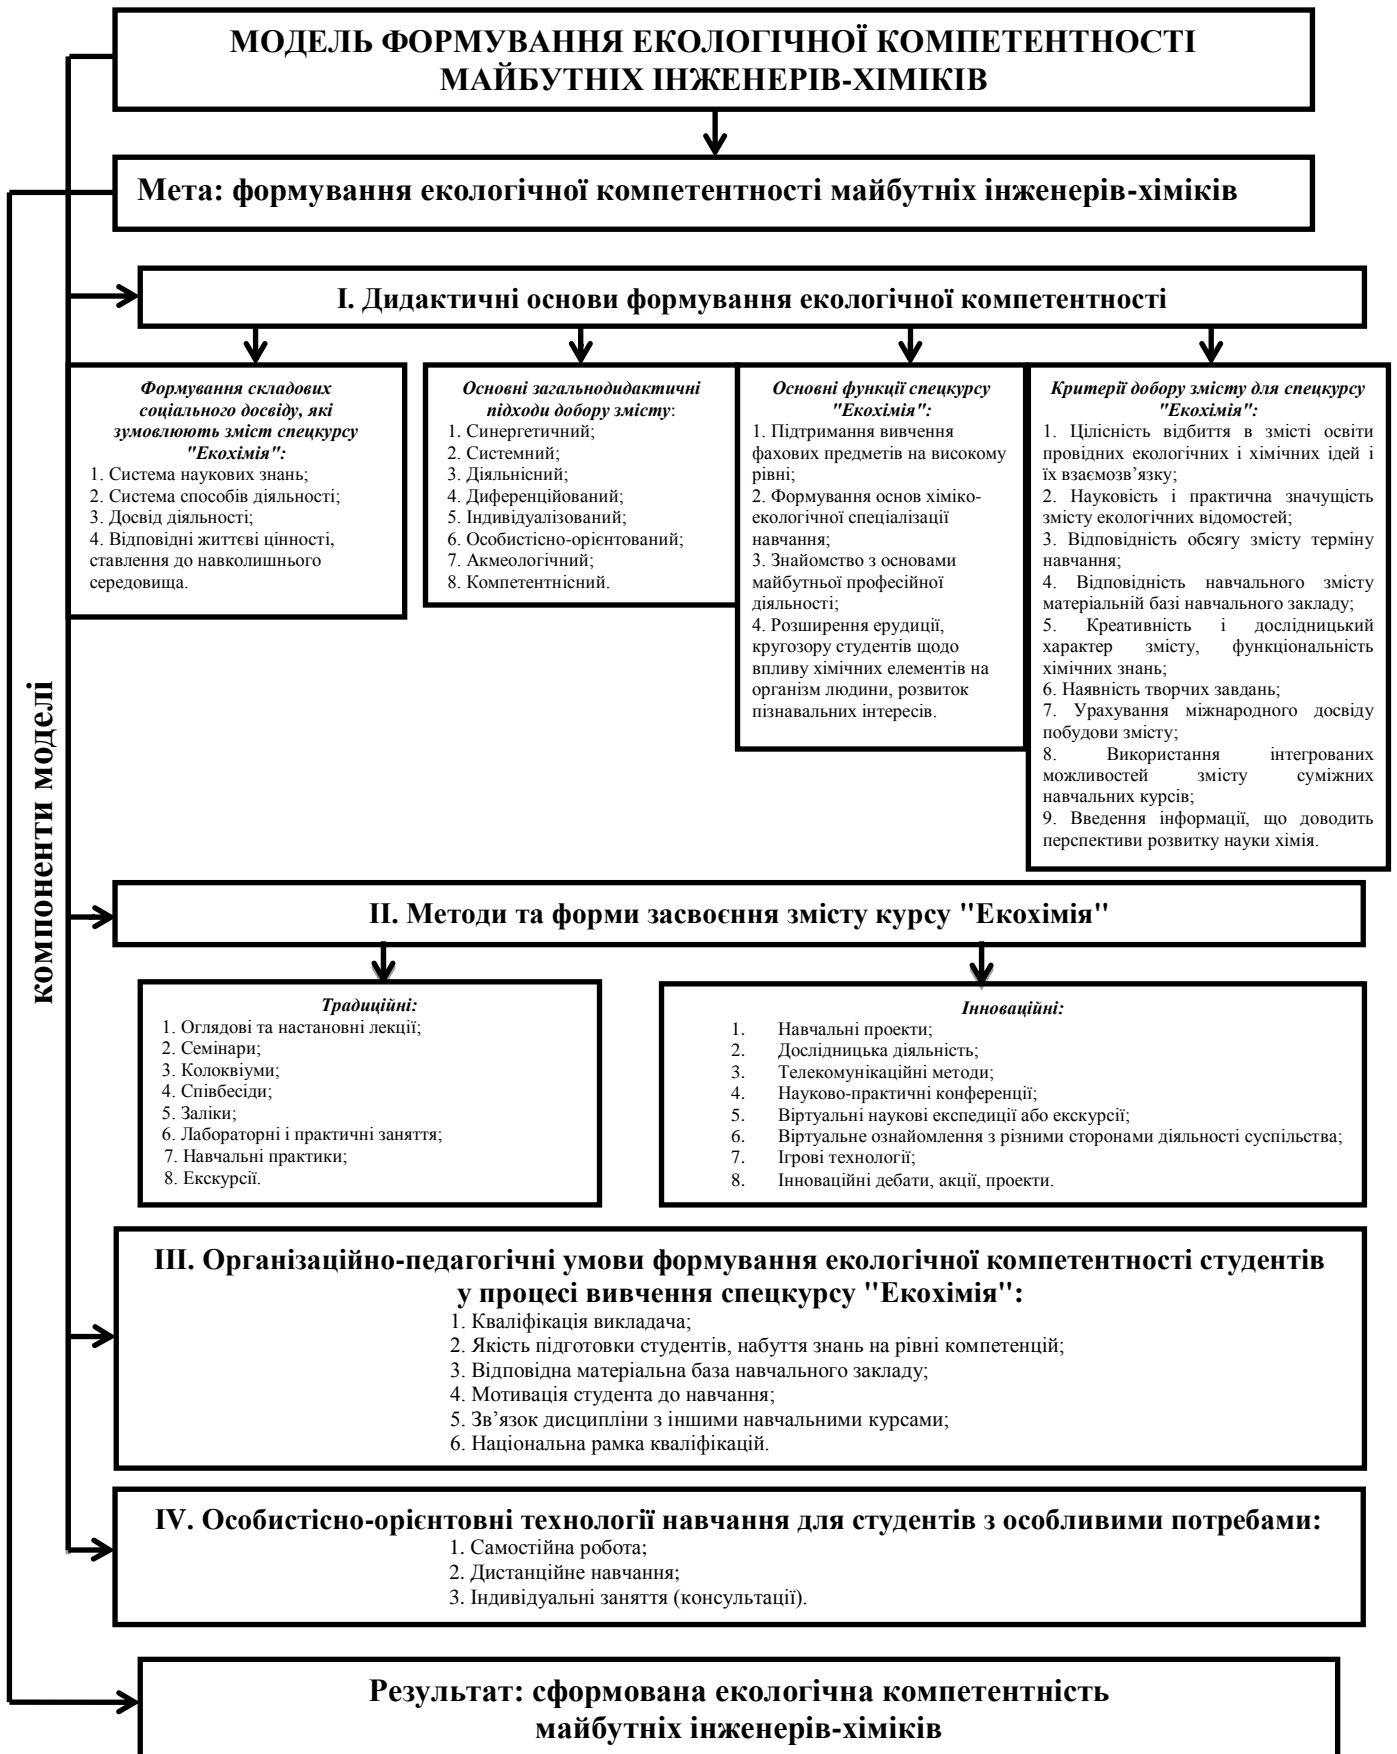 МОДЕЛЬ ФОРМУВАННЯ ЕКОЛОГІЧНОЇ КОМПЕТЕНТНОСТІ
МАЙБУТНІХ ІНЖЕНЕРІВ-ХІМІКІВ
Мета: формування екологічної компетентності майбутніх інженерів-хіміків
компоненти моделі
І. Дидактичні основи формування екологічної компетентності
Формування складових
соціального досвіду, які
зумовлюють зміст спецкурсу
"Екохімія":
1. Система наукових знань;
2. Система способів діяльності;
3. Досвід діяльності;
4. Відповідні життєві цінності,
ставлення до навколишнього
середовища.
Основні загальнодидактичні
підходи добору змісту:
1. Синергетичний;
2. Системний;
3. Діяльнісний;
4. Диференційований;
5. Індивідуалізований;
6. Особистісно-орієнтований;
7. Акмеологічний;
8. Компетентнісний.
Основні функції спецкурсу
"Екохімія":
1. Підтримання вивчення
фахових предметів на високому
рівні;
2. Формування основ хіміко-
екологічної спеціалізації
навчання;
3. Знайомство з основами
майбутньої професійної
діяльності;
4. Розширення ерудиції,
кругозору студентів щодо
впливу хімічних елементів на
організм людини, розвиток
пізнавальних інтересів.
Критерії добору змісту для спецкурсу
"Екохімія":
1. Цілісність відбиття в змісті освіти
провідних екологічних і хімічних ідей і
їх взаємозв’язку;
2. Науковість і практична значущість
змісту екологічних відомостей;
3. Відповідність обсягу змісту терміну
навчання;
4. Відповідність навчального змісту
матеріальній базі навчального закладу;
5. Креативність і дослідницький
характер змісту, функціональність
хімічних знань;
6. Наявність творчих завдань;
7. Урахування міжнародного досвіду
побудови змісту;
8. Використання інтегрованих
можливостей змісту суміжних
навчальних курсів;
9. Введення інформації, що доводить
перспективи розвитку науки хімія.
ІІ. Методи та форми засвоєння змісту курсу "Екохімія"
Традиційні:
1. Оглядові та настановні лекції;
2. Семінари;
3. Колоквіуми;
4. Співбесіди;
5. Заліки;
6. Лабораторні і практичні заняття;
7. Навчальні практики;
8. Екскурсії.
Інноваційні:
1. Навчальні проекти;
2. Дослідницька діяльність;
3. Телекомунікаційні методи;
4. Науково-практичні конференції;
5. Віртуальні наукові експедиції або екскурсії;
6. Віртуальне ознайомлення з різними сторонами діяльності суспільства;
7. Ігрові технології;
8. Інноваційні дебати, акції, проекти.
ІІІ. Організаційно-педагогічні умови формування екологічної компетентності студентів
у процесі вивчення спецкурсу "Екохімія":
1. Кваліфікація викладача;
2. Якість підготовки студентів, набуття знань на рівні компетенцій;
3. Відповідна матеріальна база навчального закладу;
4. Мотивація студента до навчання;
5. Зв’язок дисципліни з іншими навчальними курсами;
6. Національна рамка кваліфікацій.
IV. Особистісно-орієнтовні технології навчання для студентів з особливими потребами:
1. Самостійна робота;
2. Дистанційне навчання;
3. Індивідуальні заняття (консультації).
Результат: сформована екологічна компетентність
майбутніх інженерів-хіміків